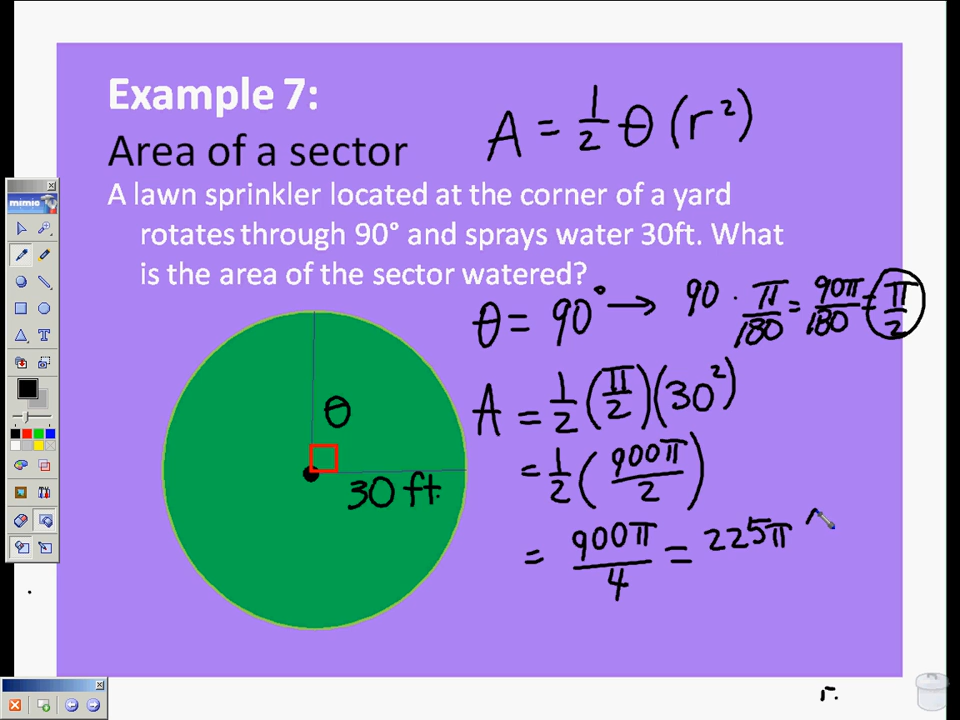 Example 7:
A = 1/2 θ (r²)
Area of a sector
A lawn sprinkler located at the corner of a yard
rotates through 90° and sprays water 30ft. What
is the area of the sector watered?
θ = 90° → 90 · π/180 = 90π/180 = π/2
A = 1/2 (π/2)(30²)
= 1/2 (900π/2)
= 900π/4 = 225π
θ
30 ft.
mimio
T
r.